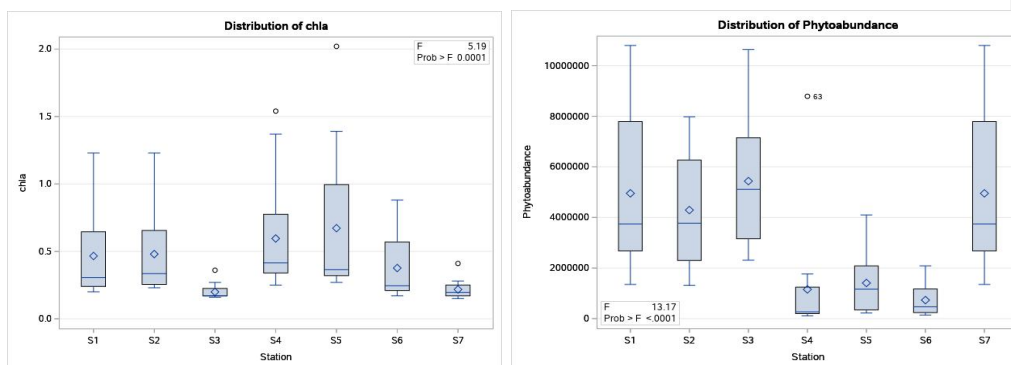 Distribution of chla
F 5.19
Prob > F 0.0001
2.0
1.5
1.0
0.5
0.0
chla
S1 S2 S3 S4 S5 S6 S7
Station
Distribution of Phytoabundance
10000000
8000000
6000000
4000000
2000000
0
Phytoabundance
63
F 13.17
Prob > F <.0001
S1 S2 S3 S4 S5 S6 S7
Station